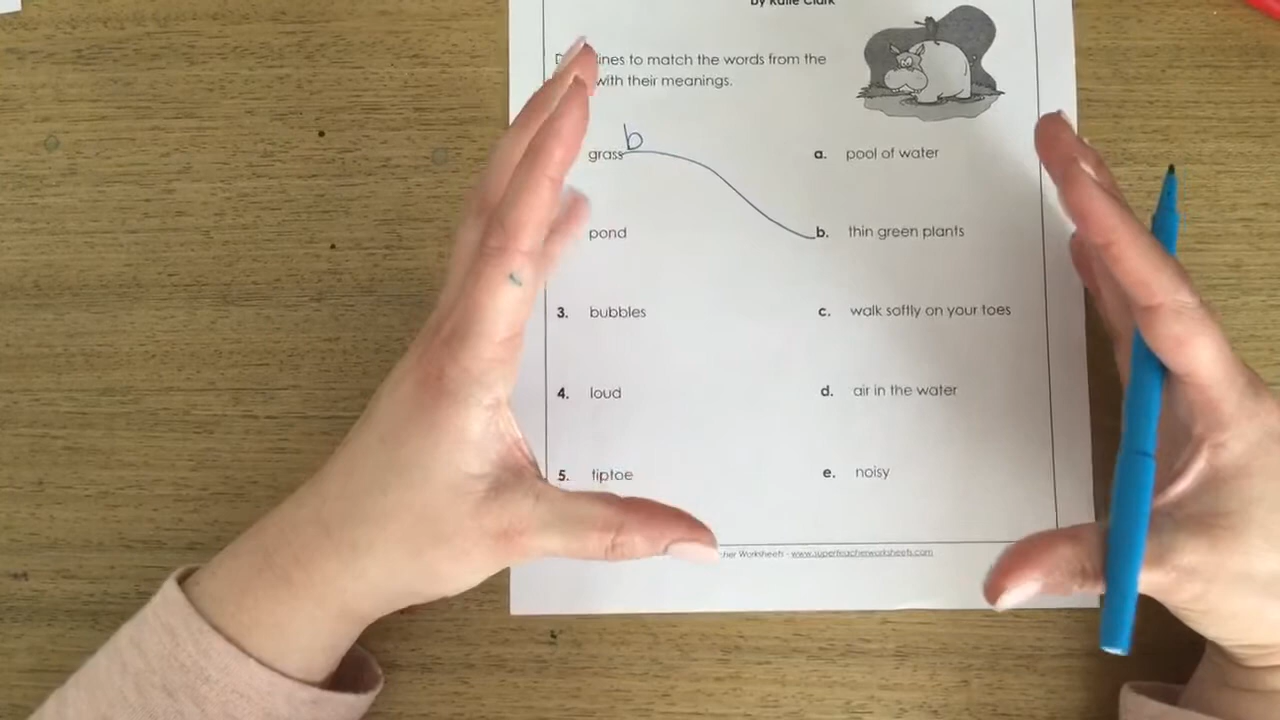 by Katie Clark
lines to match the words from the
with their meanings.
b
grass
a. pool of water
pond
b. thin green plants
3. bubbles
c. walk softly on your toes
4. loud
d. air in the water
5. tiptoe
e. noisy
Worksheets - www.superteacherworksheets.com